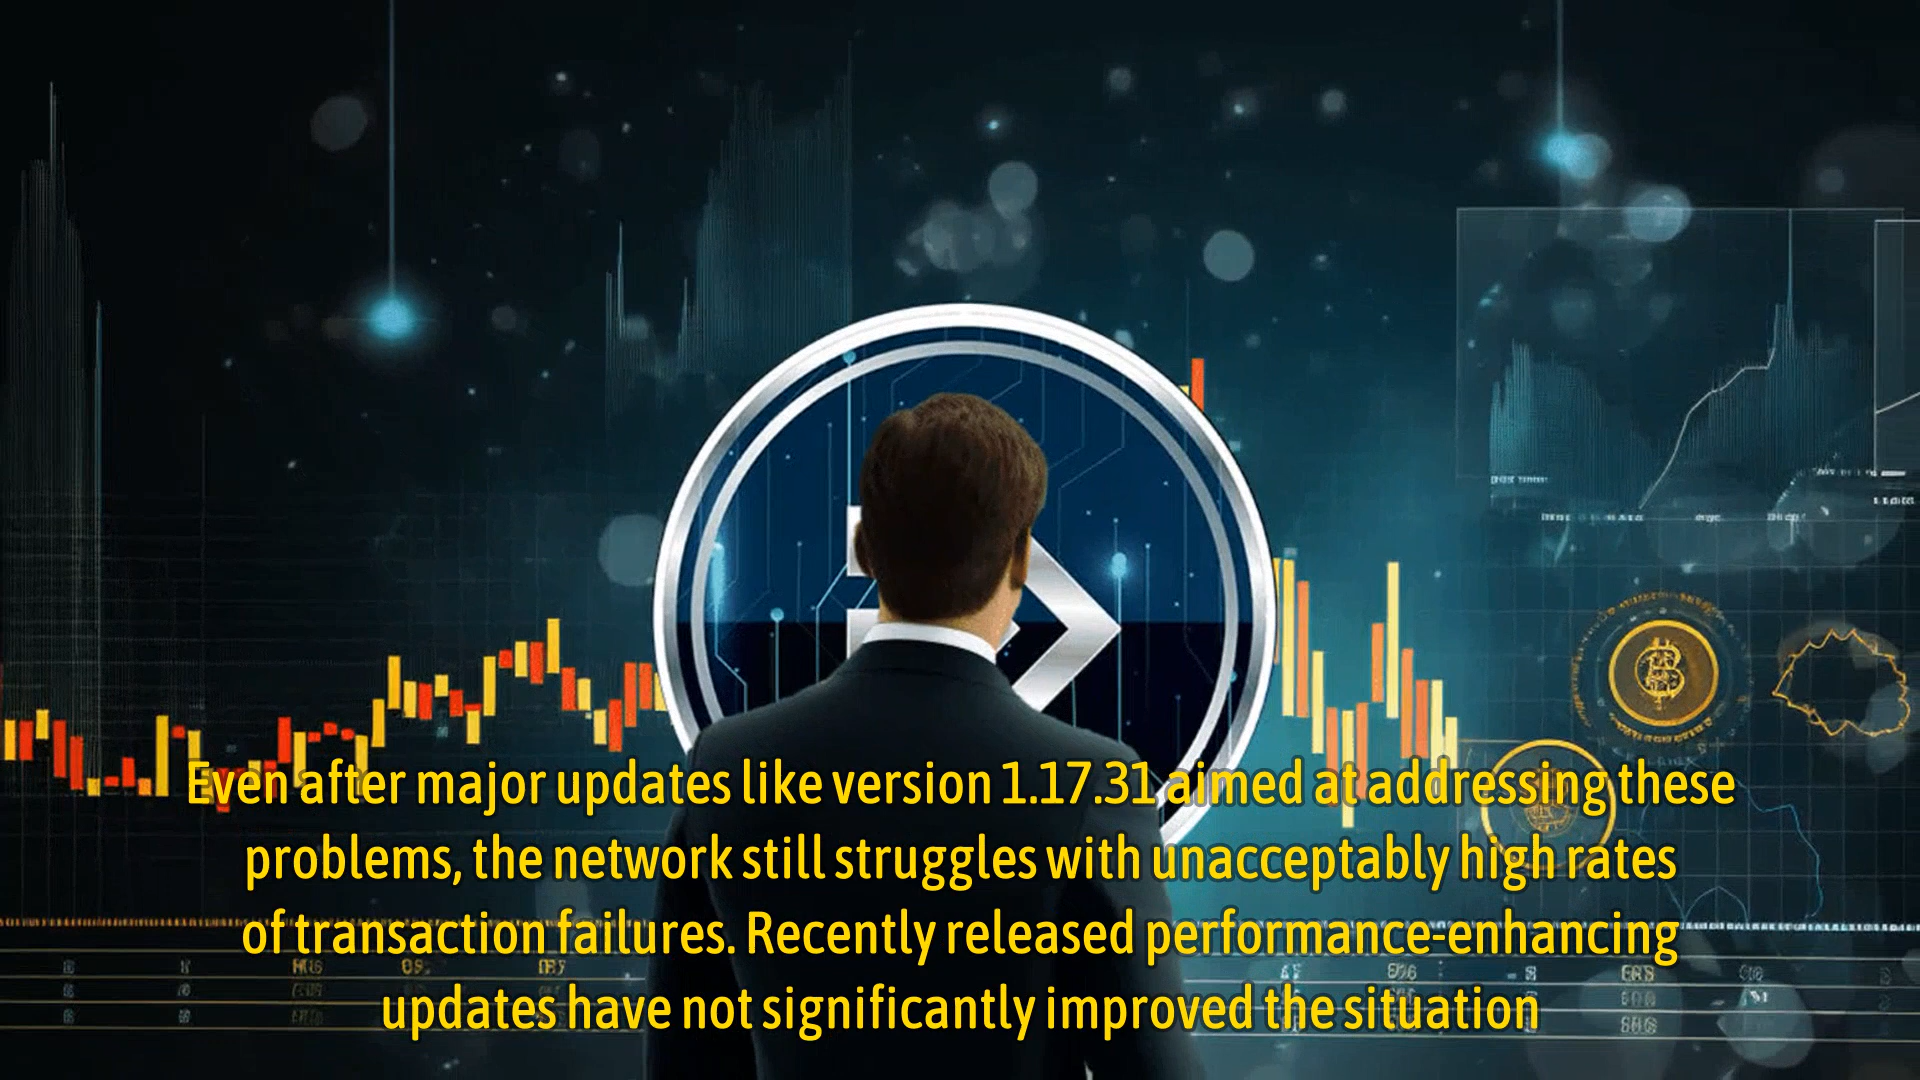 Even after major updates like version 1.17.31 aimed at addressing these
problems, the network still struggles with unacceptably high rates
of transaction failures. Recently released performance-enhancing
updates have not significantly improved the situation